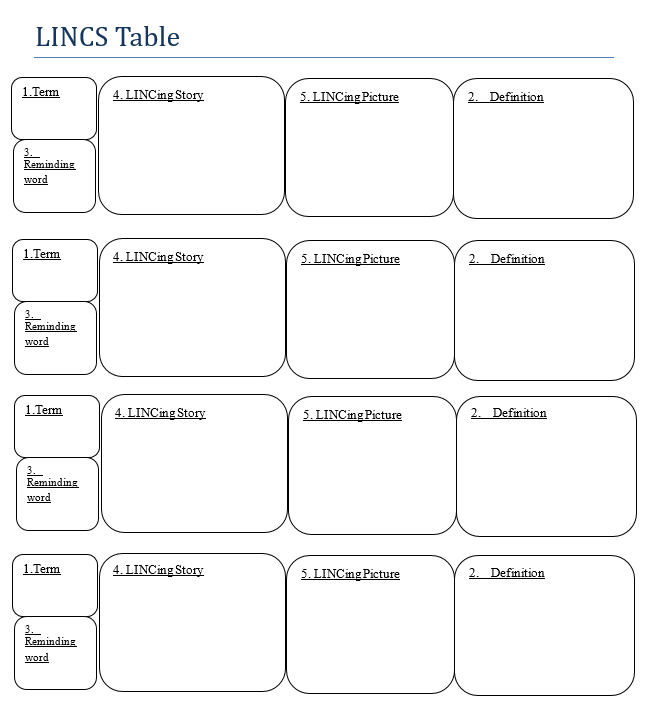 LINCS Table
1.Term
4. LINCing Story
5. LINCing Picture
2. Definition
3.
Reminding
word
1.Term
4. LINCing Story
5. LINCing Picture
2. Definition
3.
Reminding
word
1.Term
4. LINCing Story
5. LINCing Picture
2. Definition
3.
Reminding
word
1.Term
4. LINCing Story
5. LINCing Picture
2. Definition
3.
Reminding
word